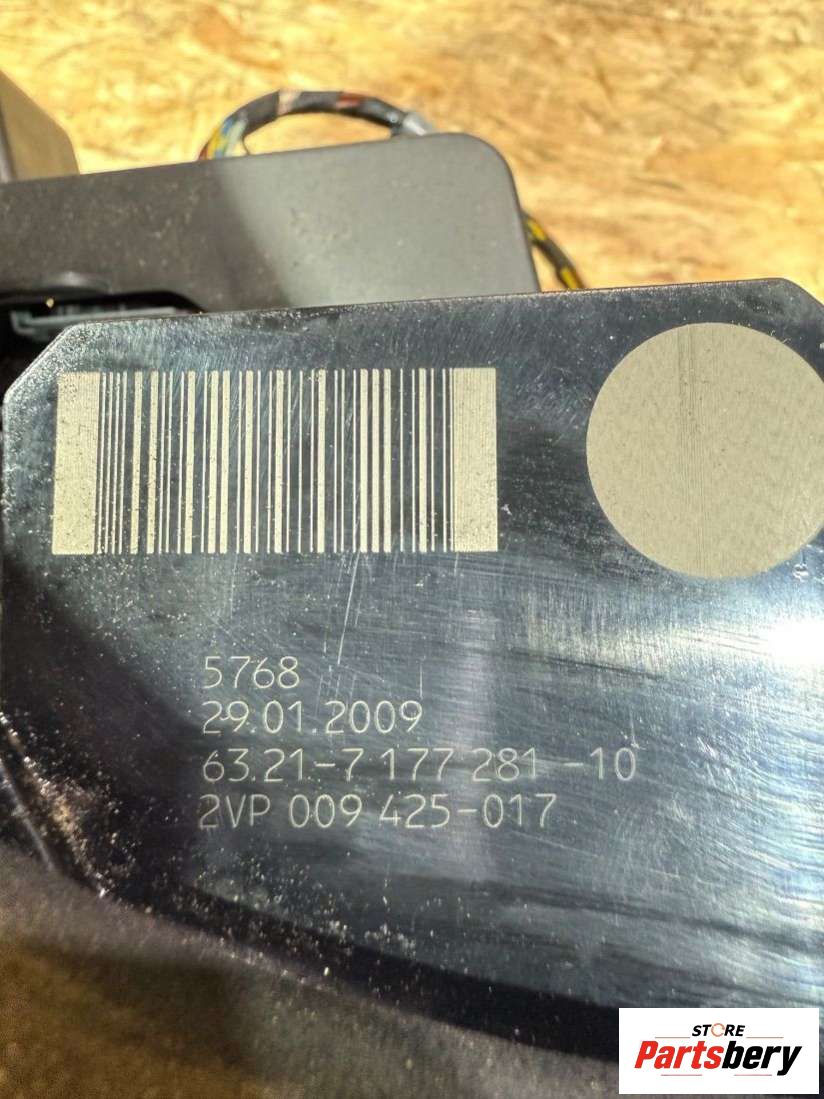 5768
29.01.2009
63.21-7 177 281-10
2VP 009 425-017
STORE
Partsbery